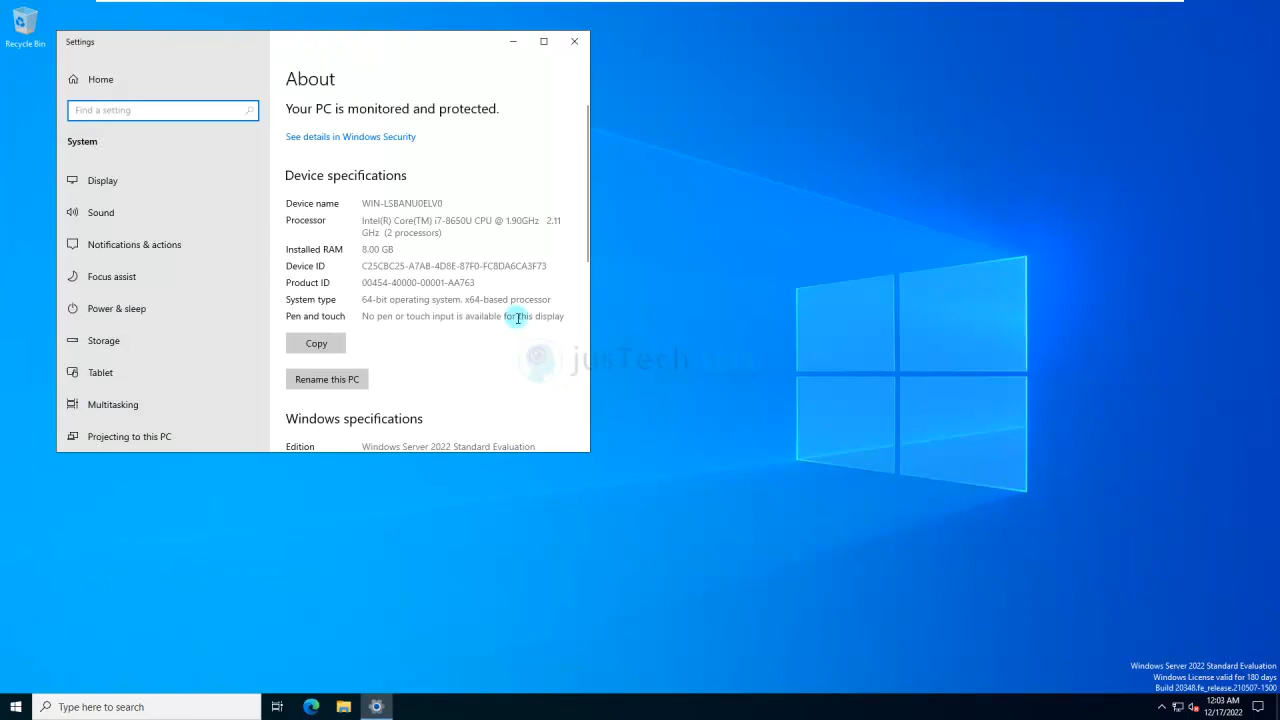 Recycle Bin
Settings
Home
Find a setting
System
Display
Sound
Notifications & actions
Focus assist
Power & sleep
Storage
Tablet
Multitasking
Projecting to this PC
About
Your PC is monitored and protected.
See details in Windows Security
Device specifications
Device name WIN-LSBANU0ELV0
Processor Intel(R) Core(TM) i7-8650U CPU @ 1.90GHz 2.11
GHz (2 processors)
Installed RAM 8.00 GB
Device ID C25CBC25-A7AB-4D8E-87F0-FC8DA6CA3F73
Product ID 00454-40000-00001-AA763
System type 64-bit operating system, x64-based processor
Pen and touch No pen or touch input is available for this display
Copy
Rename this PC
Windows specifications
Edition Windows Server 2022 Standard Evaluation
jusTech
Windows Server 2022 Standard Evaluation
Windows License valid for 180 days
Build 20348.fe_release.210507-1500
Type here to search
12:03 AM
12/17/2022